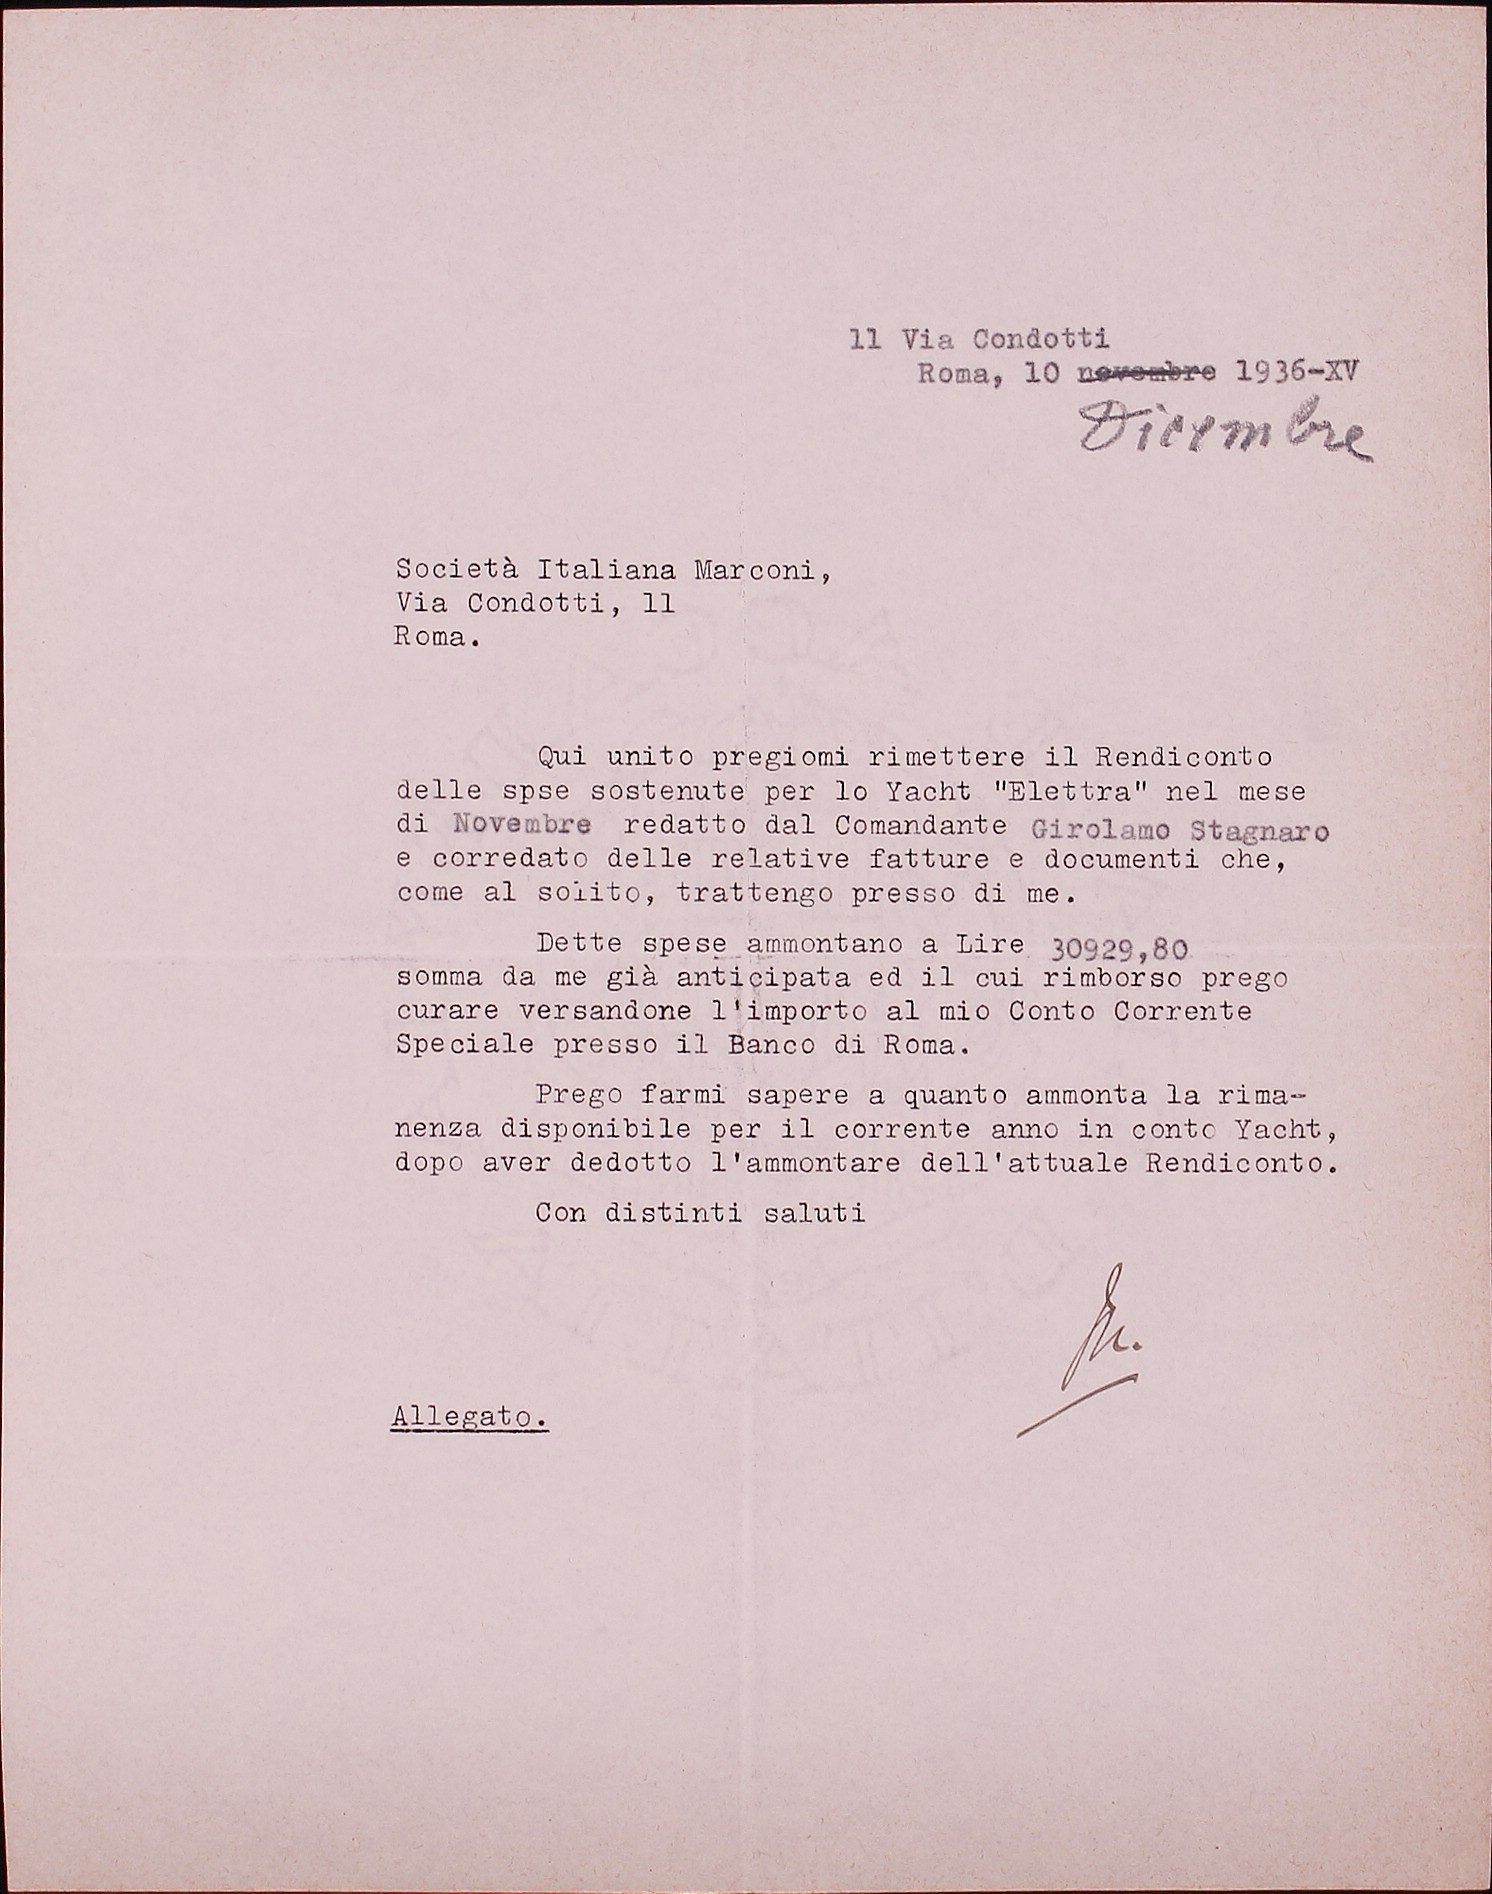 11 Via Condotti
Roma, 10 novembre 1936-XV
Dicembre
Società Italiana Marconi,
Via Condotti, 11
Roma.
Qui unito pregiomi rimettere il Rendiconto
delle spse sostenute per lo Yacht "Elettra" nel mese
di Novembre redatto dal Comandante Girolamo Stagnaro
e corredato delle relative fatture e documenti che,
come al solito, trattengo presso di me.
Dette spese ammontano a Lire 30929,80
somma da me già anticipata ed il cui rimborso prego
curare versandone l'importo al mio Conto Corrente
Speciale presso il Banco di Roma.
Prego farmi sapere a quanto ammonta la rima-
nenza disponibile per il corrente anno in conto Yacht,
dopo aver dedotto l'ammontare dell'attuale Rendiconto.
Con distinti saluti
Allegato.